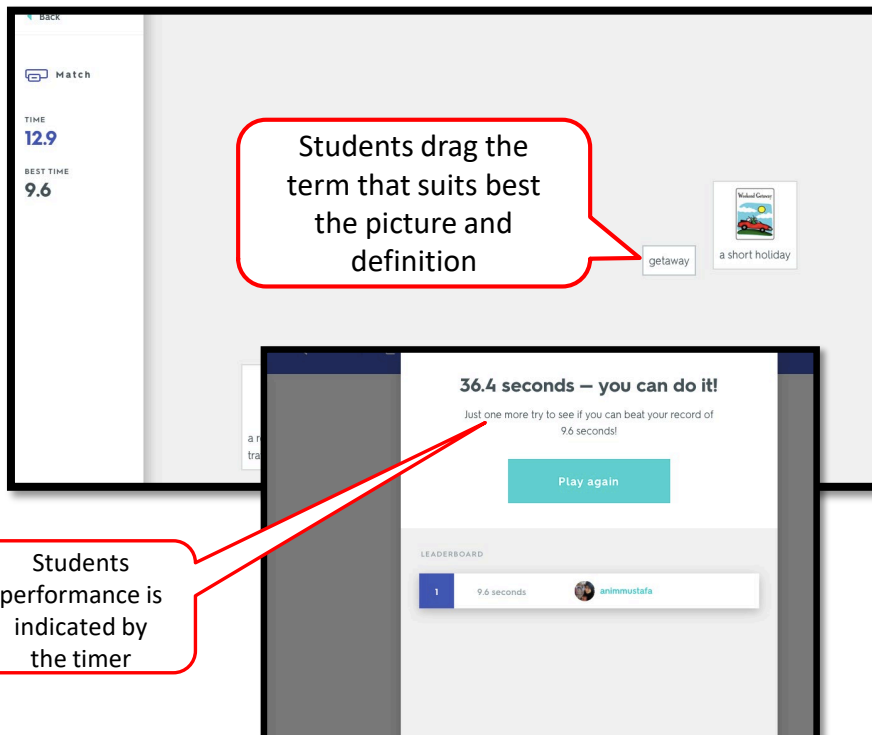 Back
Match
TIME
12.9
BEST TIME
9.6
Students drag the
term that suits best
the picture and
definition
getaway
Weekend Getaway
a short holiday
36.4 seconds — you can do it!
Just one more try to see if you can beat your record of
9.6 seconds!
Play again
LEADERBOARD
1 9.6 seconds animmustafa
Students
performance is
indicated by
the timer